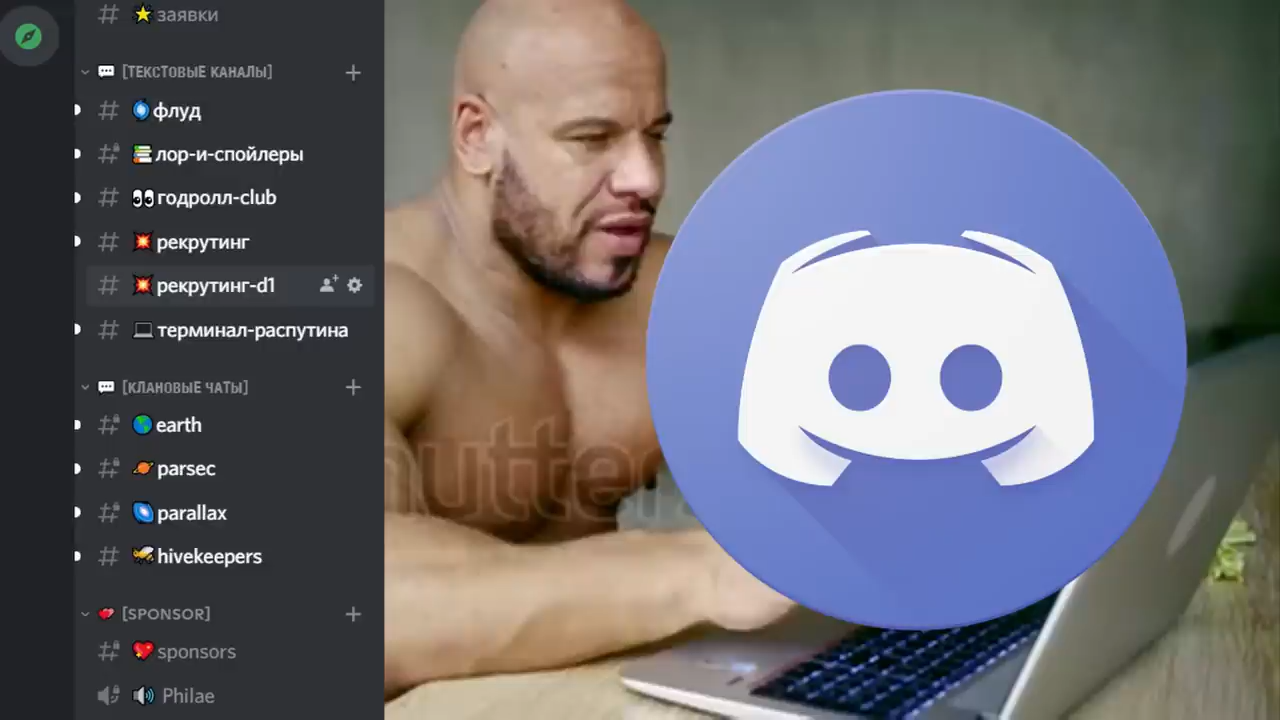 заявки
[ТЕКСТОВЫЕ КАНАЛЫ]
флуд
лор-и-спойлеры
годролл-club
рекрутинг
рекрутинг-d1
терминал-распутина
[КЛАНОВЫЕ ЧАТЫ]
earth
parsec
parallax
hivekeepers
[SPONSOR]
sponsors
Philae